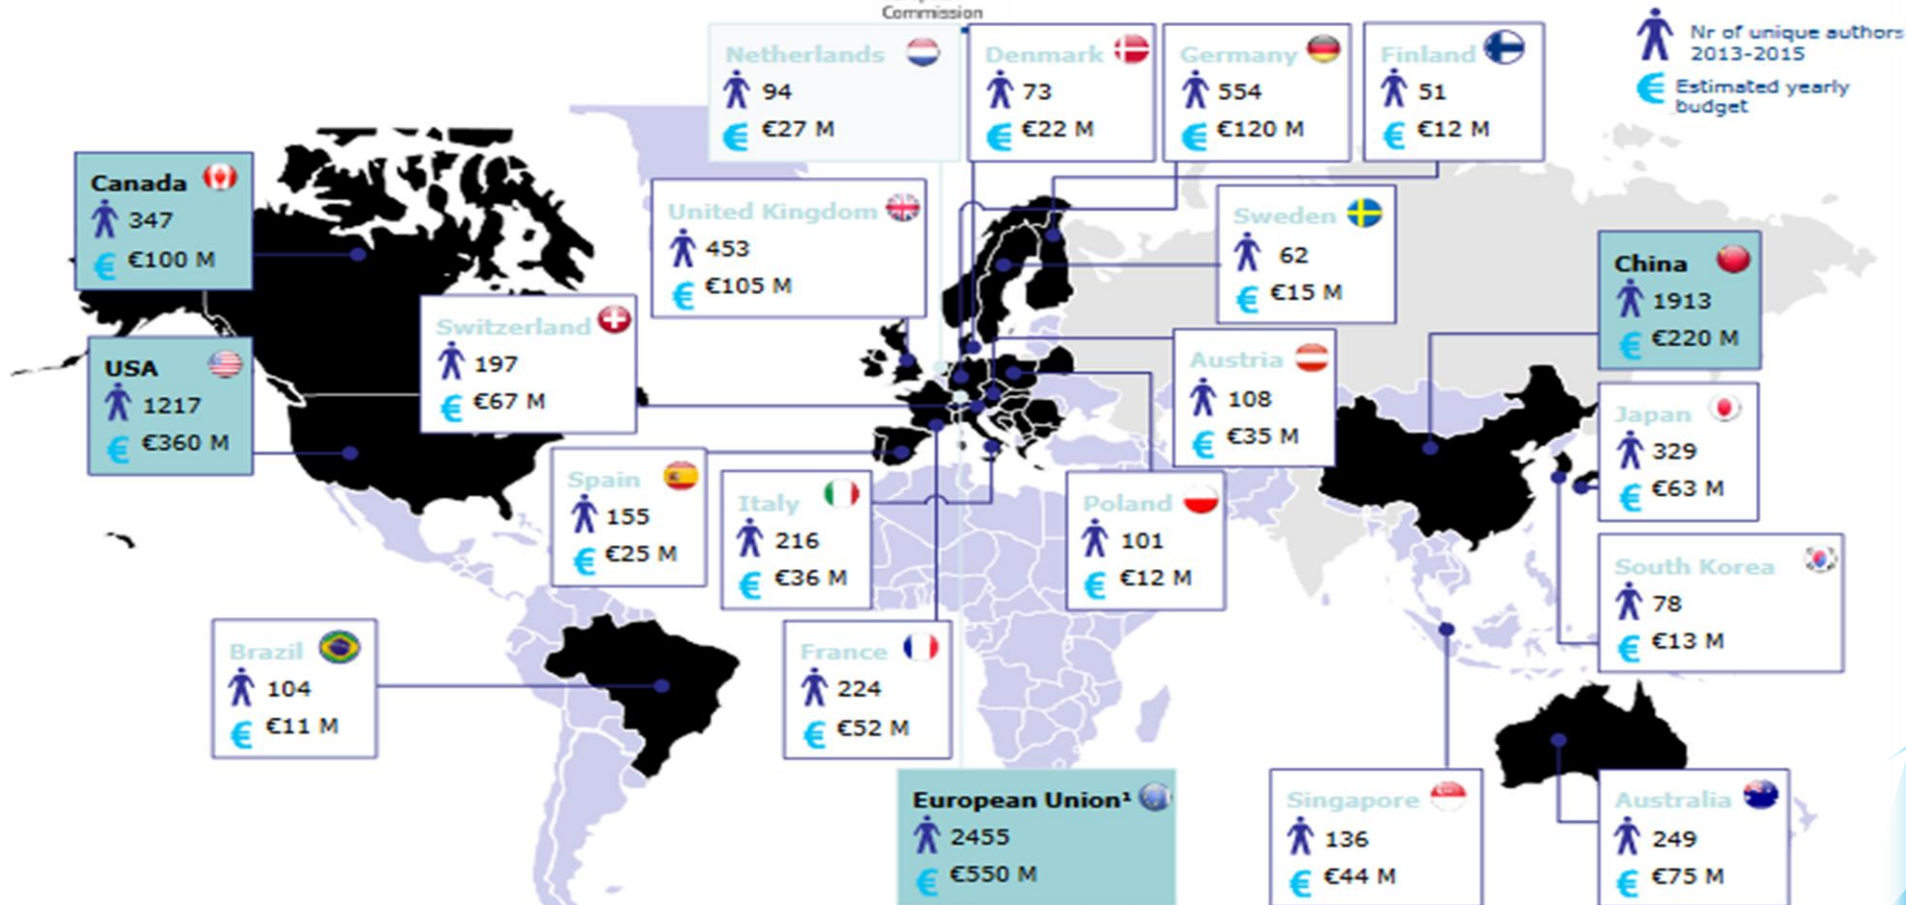 Commission
Nr of unique authors
2013-2015
Estimated yearly
budget
Netherlands
94
€27 M
Denmark
73
€22 M
Germany
554
€120 M
Finland
51
€12 M
Canada
347
€100 M
United Kingdom
453
€105 M
Sweden
62
€15 M
China
1913
€220 M
USA
1217
€360 M
Switzerland
197
€67 M
Austria
108
€35 M
Japan
329
€63 M
Spain
155
€25 M
Italy
216
€36 M
Poland
101
€12 M
South Korea
78
€13 M
Brazil
104
€11 M
France
224
€52 M
European Union¹
2455
€550 M
Singapore
136
€44 M
Australia
249
€75 M